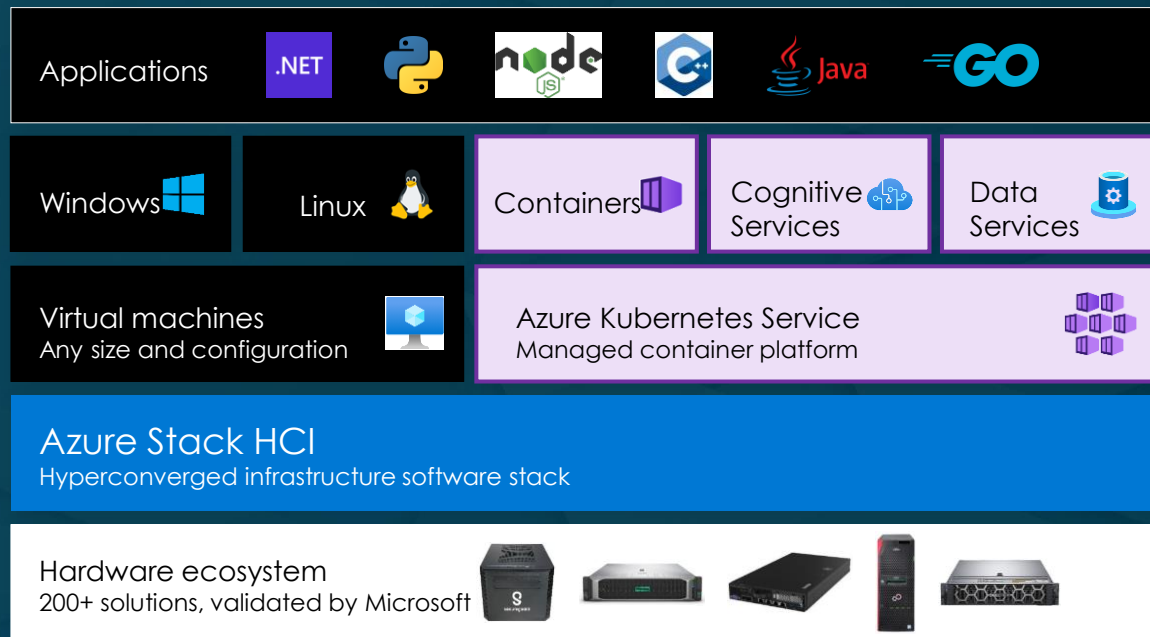 Applications
.NET
node
JS
C++
Java
GO
Windows
Linux
Containers
Cognitive
Services
Data
Services
Virtual machines
Any size and configuration
Azure Kubernetes Service
Managed container platform
Azure Stack HCI
Hyperconverged infrastructure software stack
Hardware ecosystem
200+ solutions, validated by Microsoft